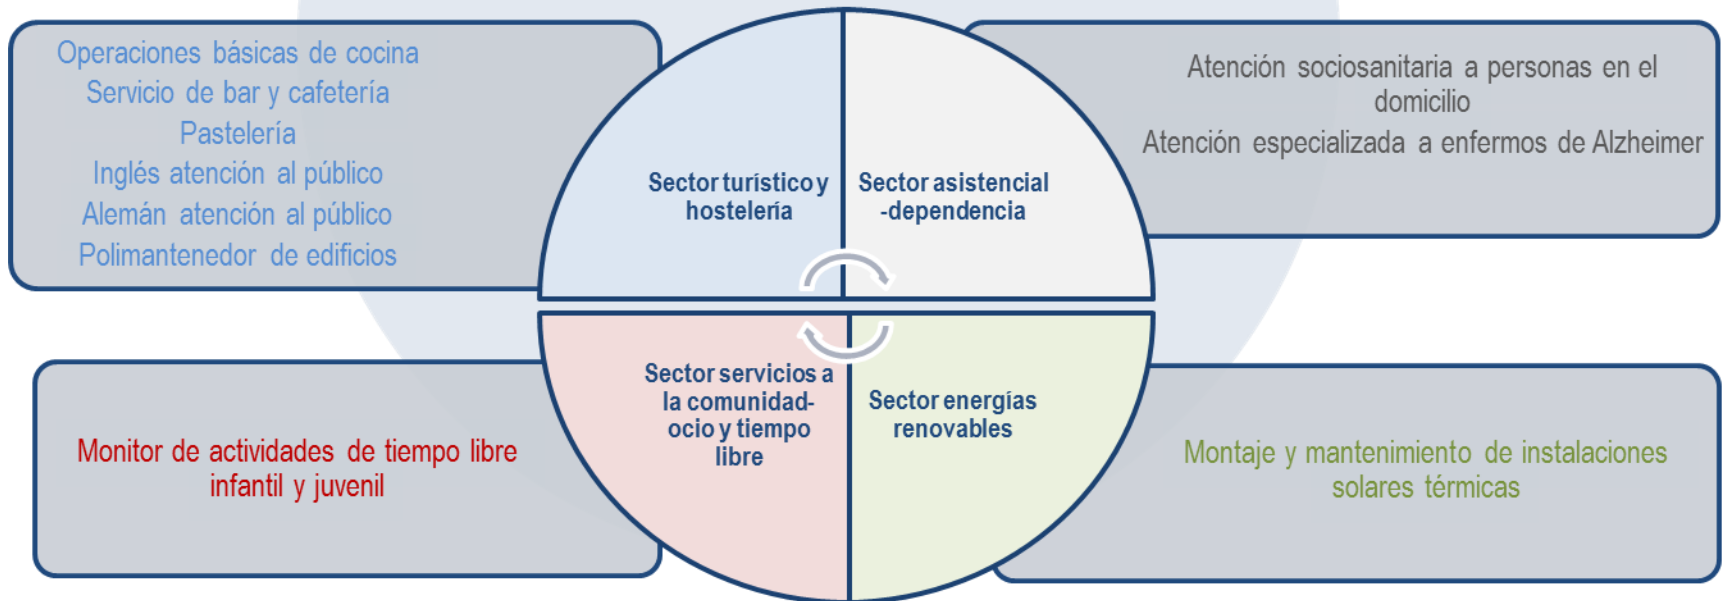 Operaciones básicas de cocina
Servicio de bar y cafetería
Pastelería
Inglés atención al público
Alemán atención al público
Polimantenedor de edificios
Sector turístico y
hostelería
Sector asistencial
-dependencia
Atención sociosanitaria a personas en el
domicilio
Atención especializada a enfermos de Alzheimer
Monitor de actividades de tiempo libre
infantil y juvenil
Sector servicios a
la comunidad-
ocio y tiempo
libre
Sector energías
renovables
Montaje y mantenimiento de instalaciones
solares térmicas